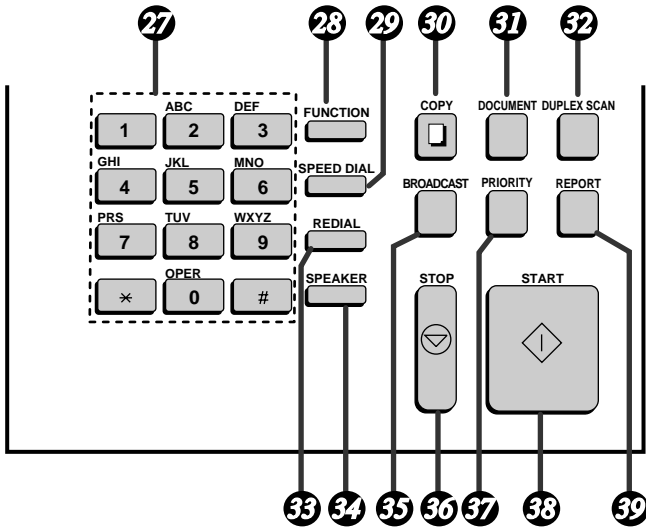 27 28 29 30 31 32
ABC DEF FUNCTION COPY DOCUMENT DUPLEX SCAN
1 2 3
GHI JKL MNO SPEED DIAL
4 5 6
BROADCAST PRIORITY REPORT
PRS TUV WXYZ REDIAL
7 8 9
OPER SPEAKER STOP START
* 0 #
33 34 35 36 37 38 39